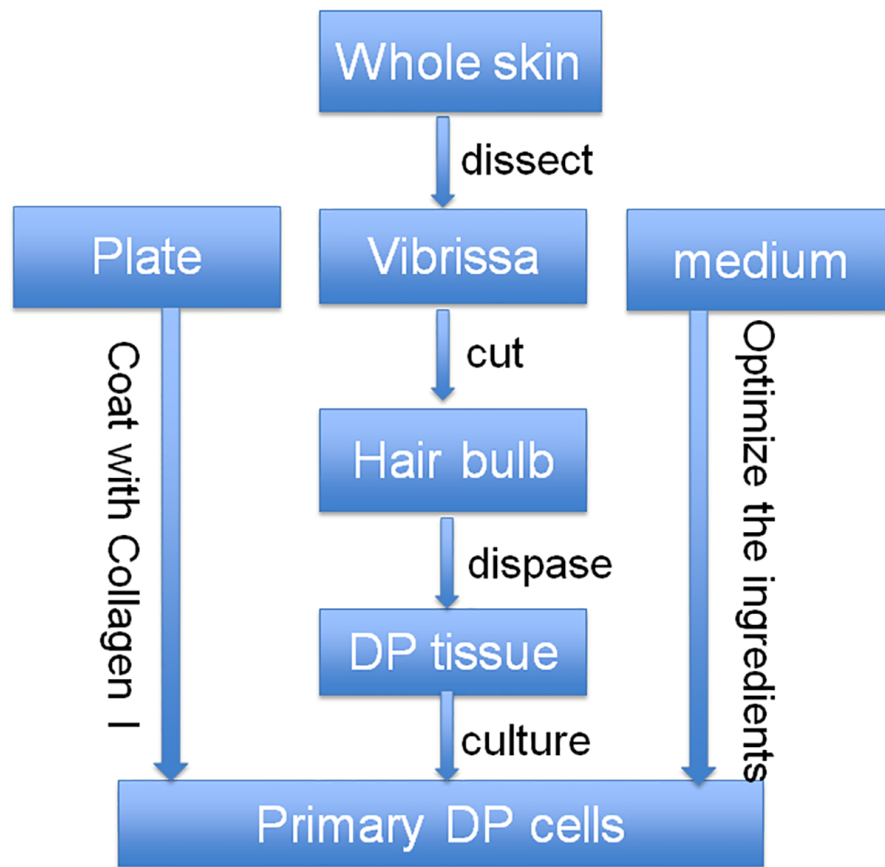 Whole skin
dissect
Plate
Vibrissa
medium
Coat with Collagen I
cut
Optimize the ingredients
Hair bulb
dispase
DP tissue
culture
Primary DP cells